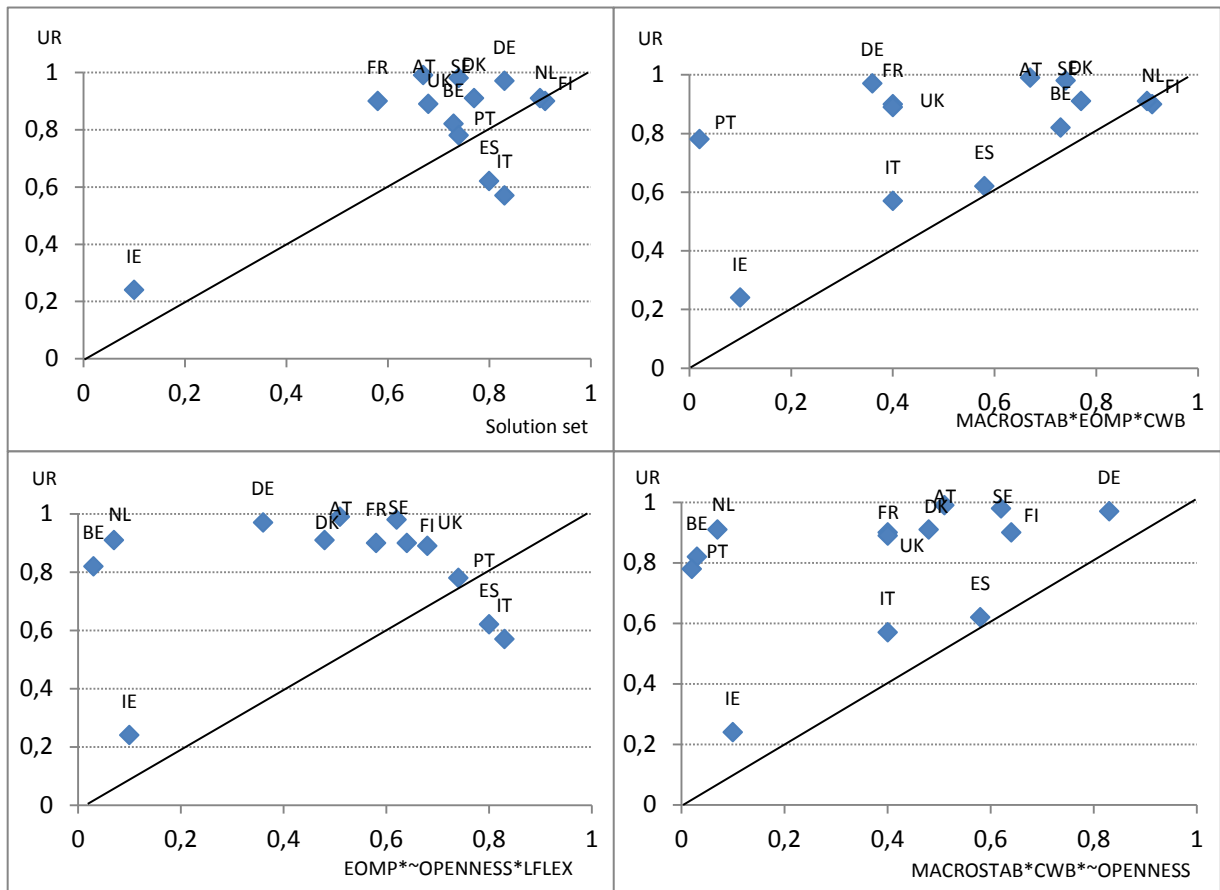 UR
DE
FR
AT
SE
DK
UK
BE
NL
FI
PT
ES
IT
IE
1
0,8
0,6
0,4
0,2
0
0 0,2 0,4 0,6 0,8 1
Solution set
UR
DE
FR
UK
AT
SE
DK
BE
NL
FI
PT
IT
ES
IE
1
0,8
0,6
0,4
0,2
0
0 0,2 0,4 0,6 0,8 1
MACROSTAB*EOMP*CWB
UR
BE
NL
DE
AT
DK
FR
SE
FI
UK
PT
ES
IT
IE
1
0,8
0,6
0,4
0,2
0
0 0,2 0,4 0,6 0,8 1
EOMP*~OPENNESS*LFLEX
UR
BE
NL
PT
FR
UK
DK
AT
SE
FI
DE
IT
ES
IE
1
0,8
0,6
0,4
0,2
0
0 0,2 0,4 0,6 0,8 1
MACROSTAB*CWB*~OPENNESS